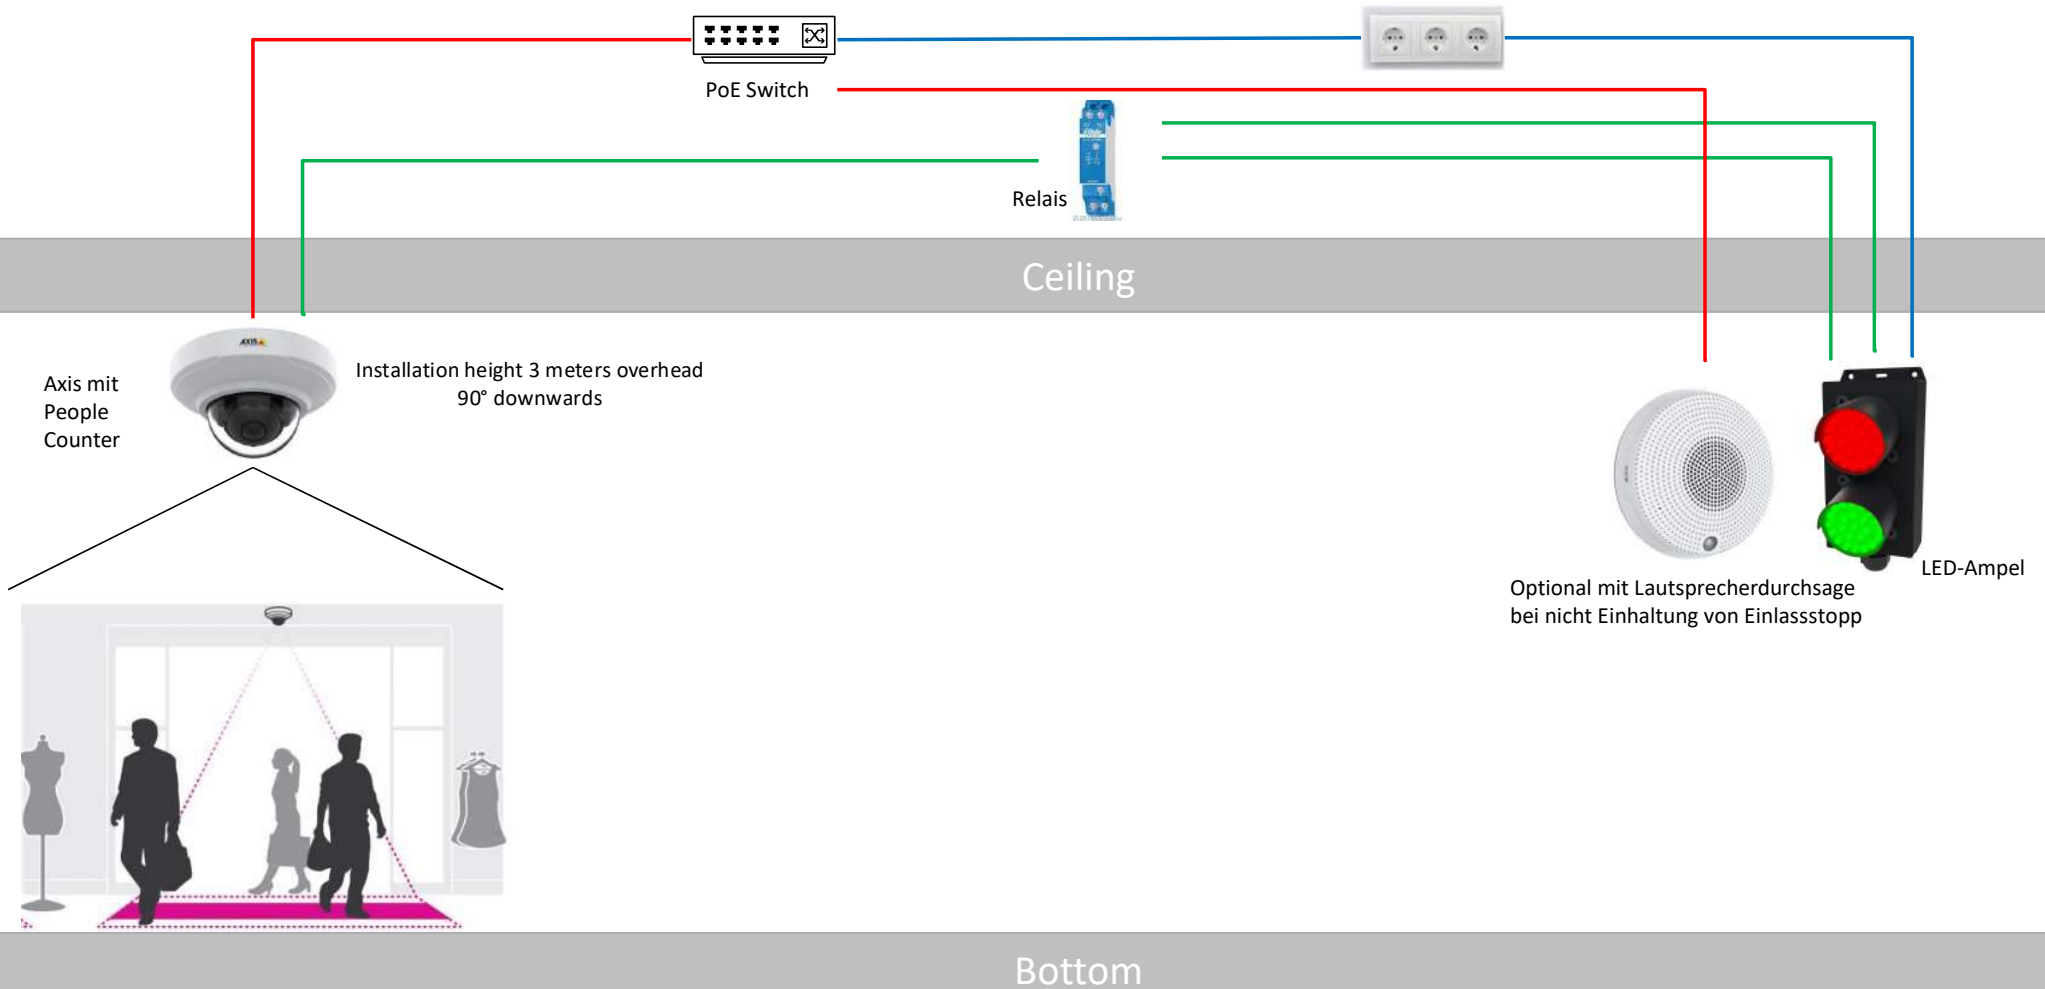 PoE Switch
Relais
Ceiling
AXIS
Axis mit
People
Counter
Installation height 3 meters overhead
90° downwards
LED-Ampel
Optional mit Lautsprecherdurchsage
bei nicht Einhaltung von Einlassstopp
Bottom